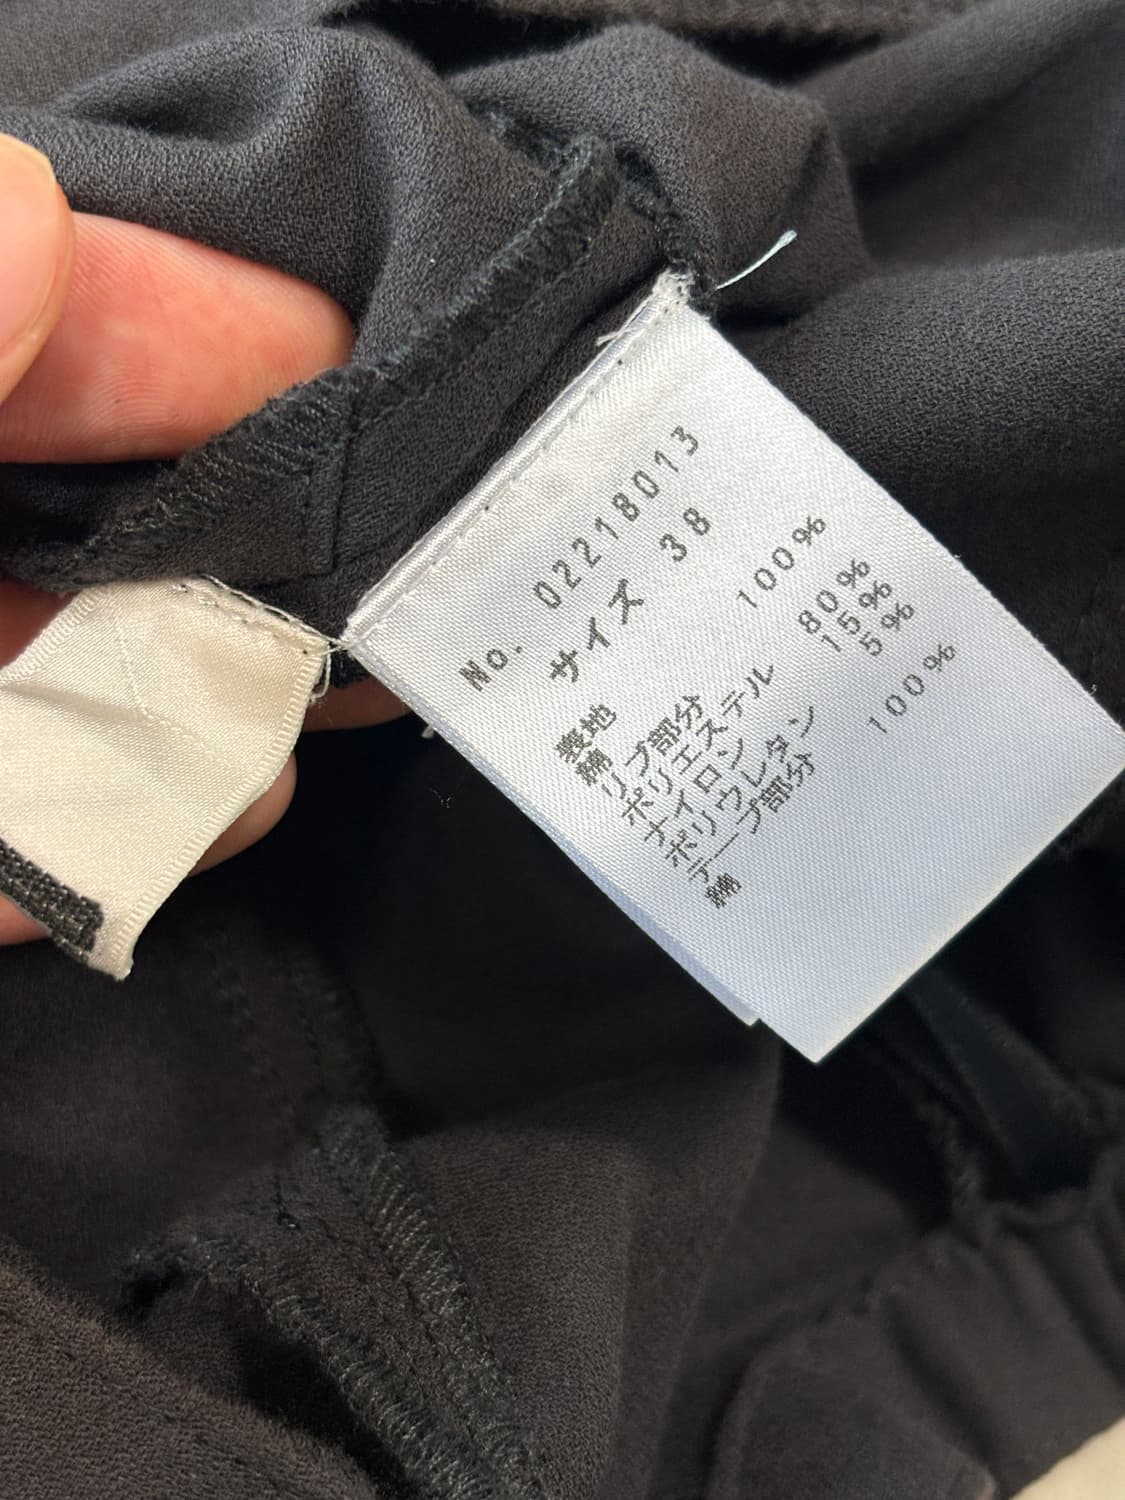 No. 02218013
サイズ 38
表地
綿 100%
リブ部分
ポリエステル 80%
ナイロン 15%
ポリウレタン 5%
テープ部分
綿 100%